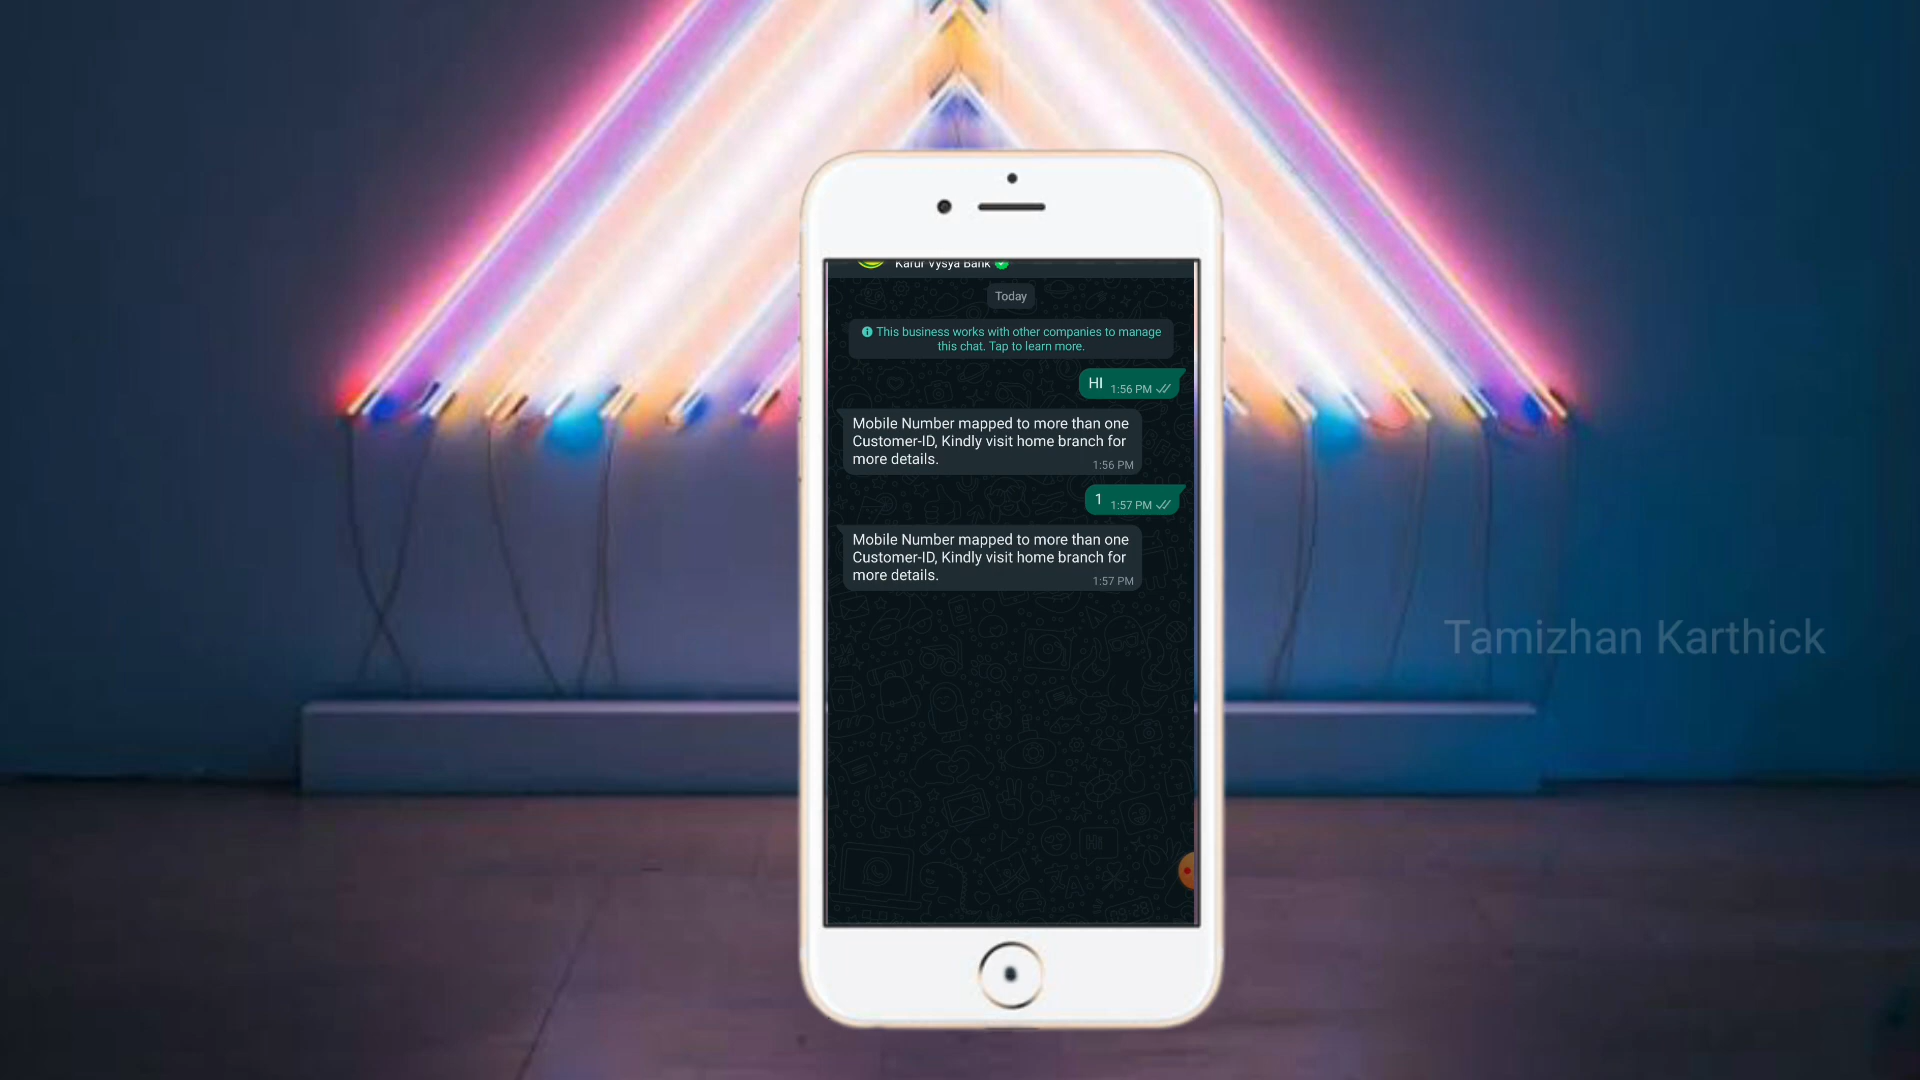 Karur Vysya Bank
Today
This business works with other companies to manage
this chat. Tap to learn more.
HI 1:56 PM
Mobile Number mapped to more than one
Customer-ID, Kindly visit home branch for
more details.
1:56 PM
1 1:57 PM
Mobile Number mapped to more than one
Customer-ID, Kindly visit home branch for
more details.
1:57 PM
Tamizhan Karthick